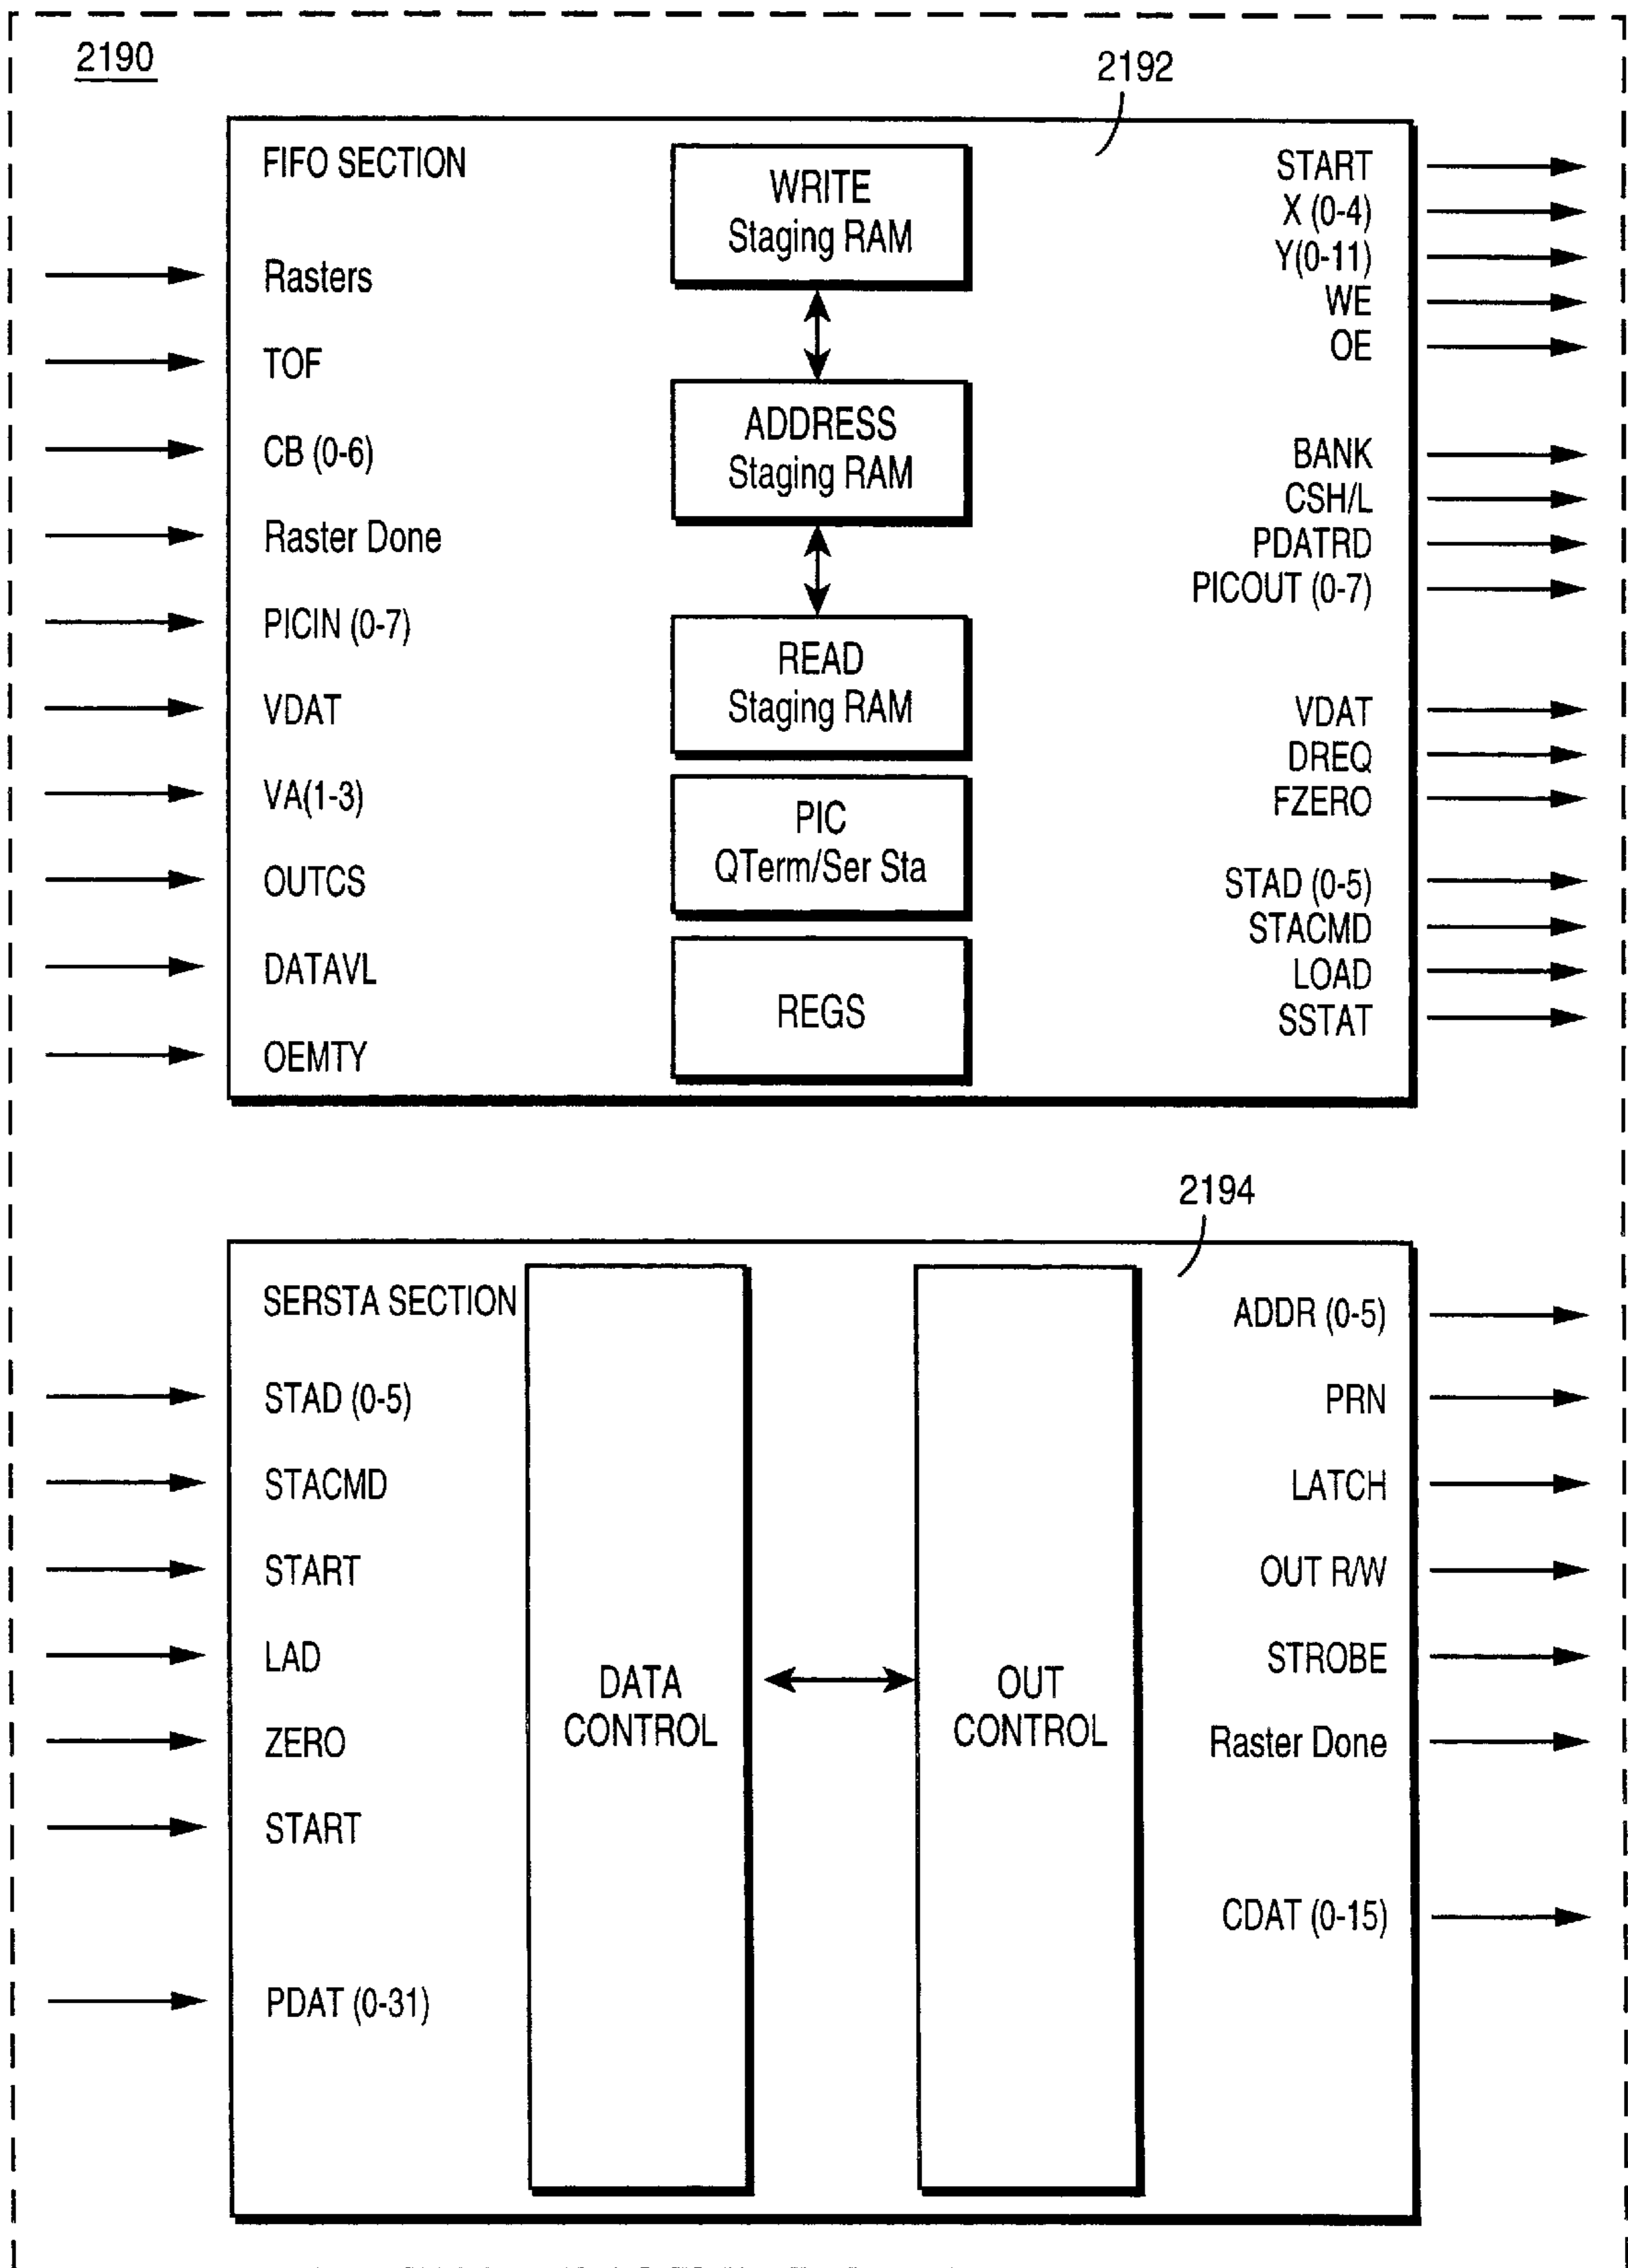 2190
2192
FIFO SECTION
Rasters
TOF
CB (0-6)
Raster Done
PICIN (0-7)
VDAT
VA(1-3)
OUTCS
DATAVL
OEMTY
WRITE
Staging RAM
ADDRESS
Staging RAM
READ
Staging RAM
PIC
QTerm/Ser Sta
REGS
START
X (0-4)
Y(0-11)
WE
OE
BANK
CSH/L
PDATRD
PICOUT (0-7)
VDAT
DREQ
FZERO
STAD (0-5)
STACMD
LOAD
SSTAT
2194
SERSTA SECTION
STAD (0-5)
STACMD
START
LAD
ZERO
START
PDAT (0-31)
DATA
CONTROL
OUT
CONTROL
ADDR (0-5)
PRN
LATCH
OUT R/W
STROBE
Raster Done
CDAT (0-15)